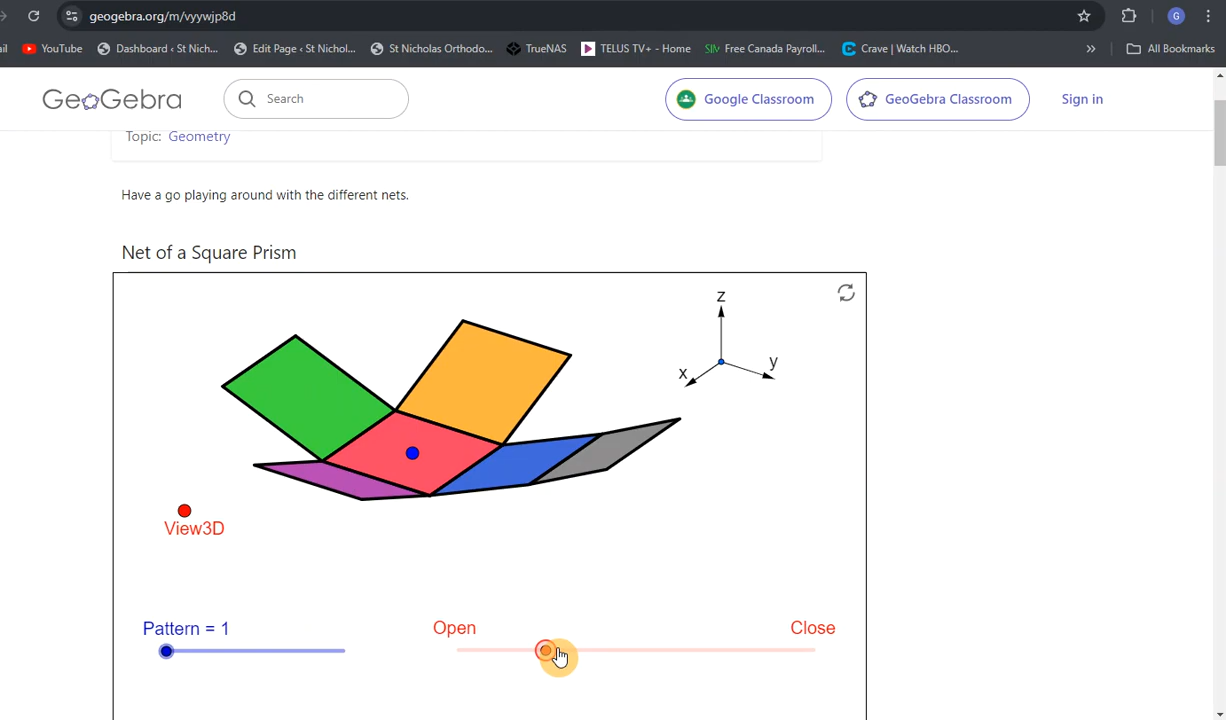 geogebra.org/m/vyywjp8d
ail YouTube Dashboard ‹ St Nich... Edit Page ‹ St Nichol... St Nicholas Orthodo... TrueNAS TELUS TV+ - Home Free Canada Payroll... Crave | Watch HBO... » All Bookmarks
GeoGebra Search Google Classroom GeoGebra Classroom Sign in
Topic: Geometry
Have a go playing around with the different nets.
Net of a Square Prism
z
x y
View3D
Pattern = 1 Open Close